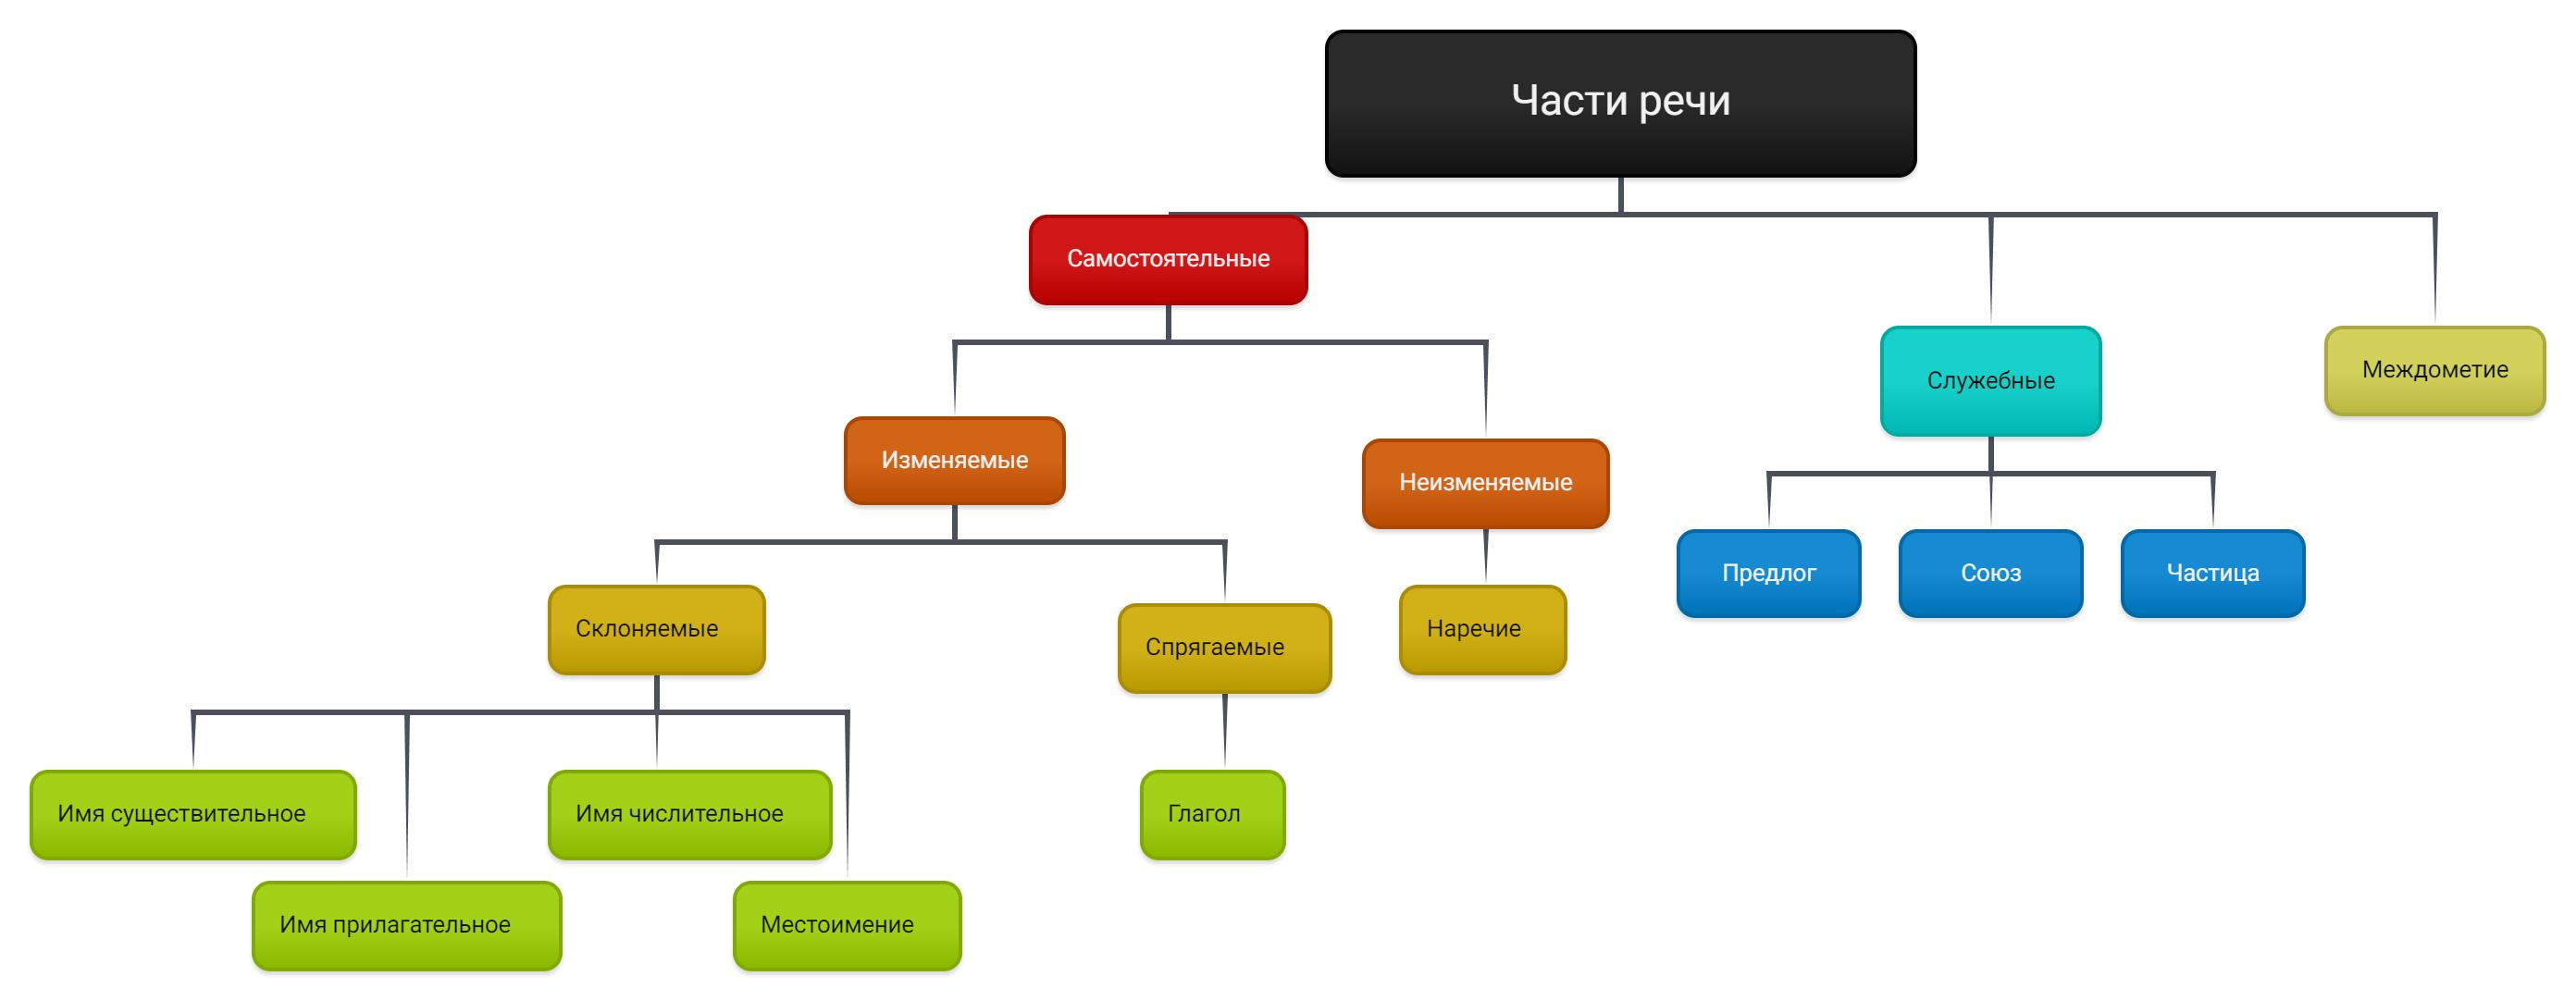 Части речи
Самостоятельные
Служебные
Междометие
Изменяемые
Неизменяемые
Предлог
Союз
Частица
Склоняемые
Спрягаемые
Наречие
Имя существительное
Имя числительное
Глагол
Имя прилагательное
Местоимение